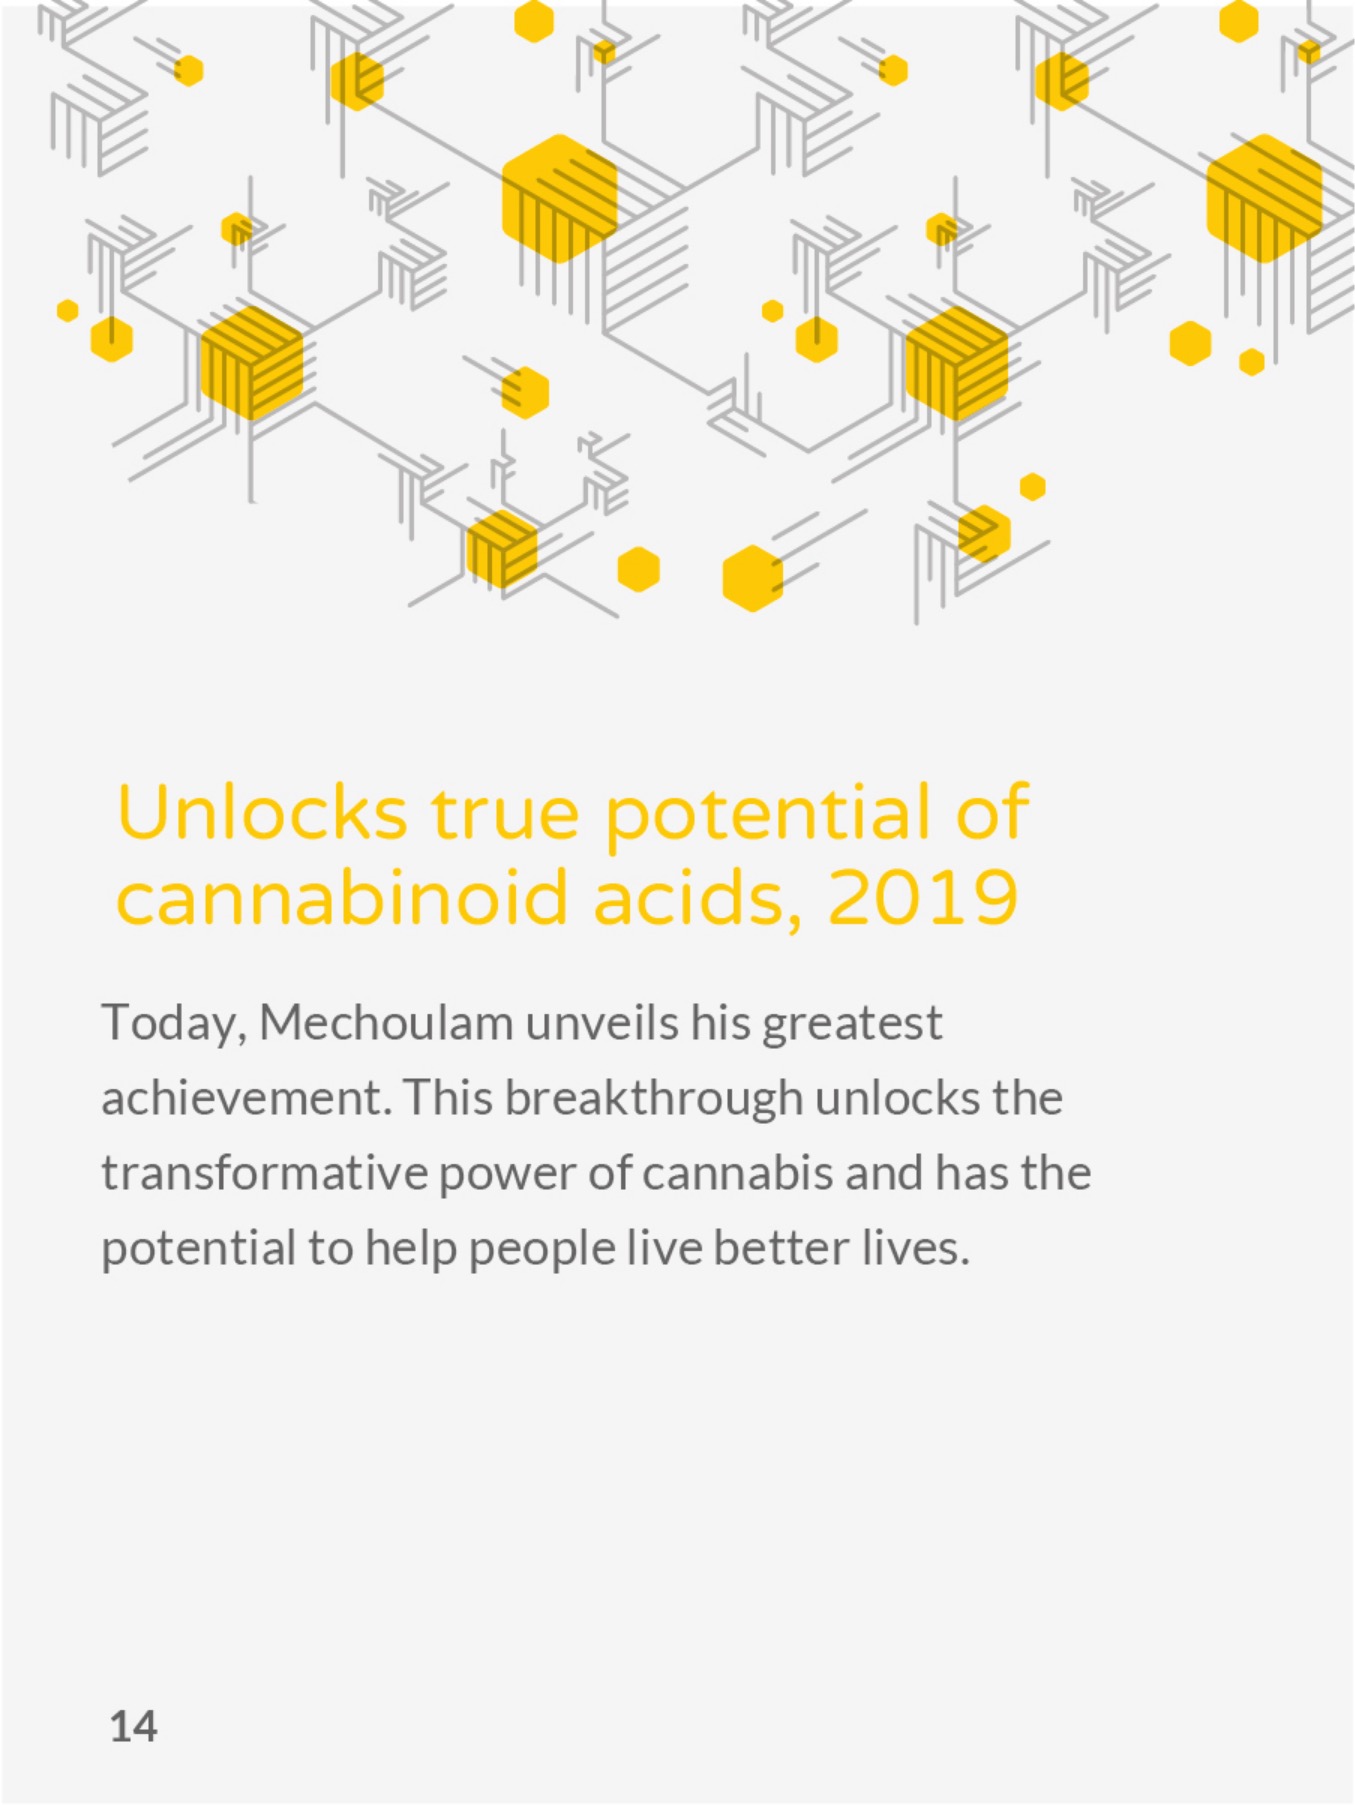 Unlocks true potential of
cannabinoid acids, 2019
Today, Mechoulam unveils his greatest
achievement. This breakthrough unlocks the
transformative power of cannabis and has the
potential to help people live better lives.
14